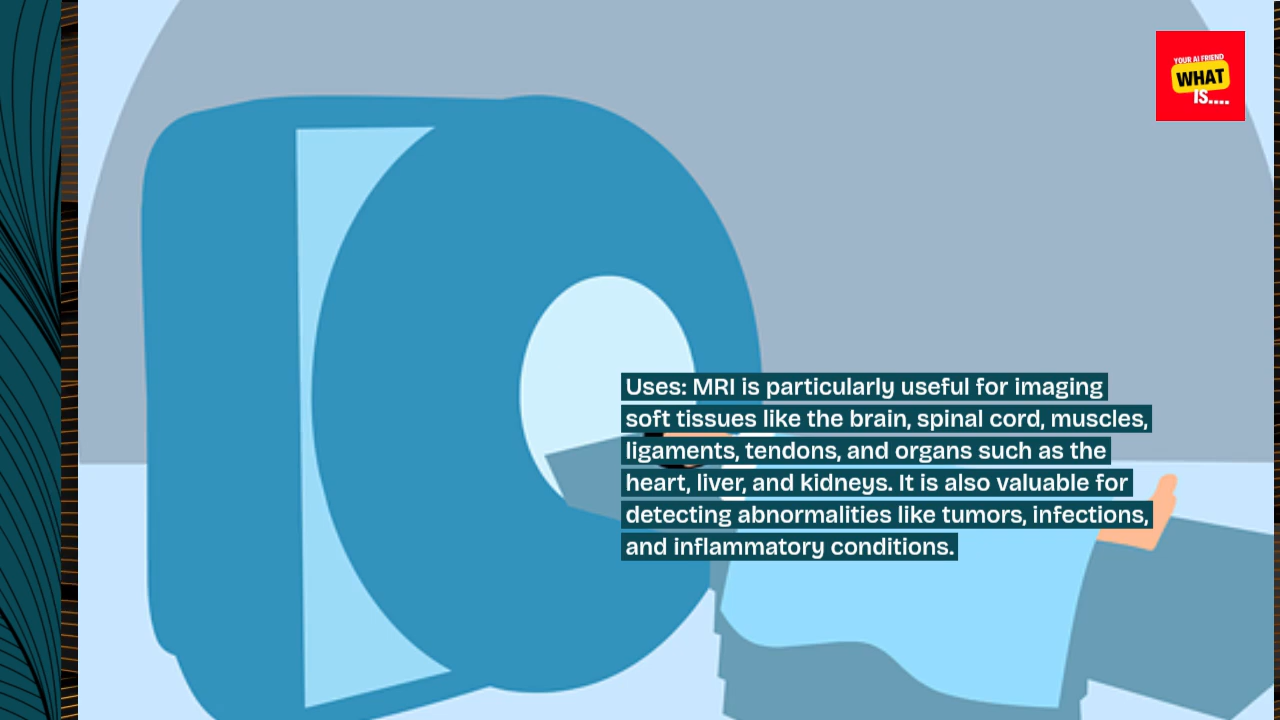 YOUR AI FRIEND
WHAT
IS....
Uses: MRI is particularly useful for imaging
soft tissues like the brain, spinal cord, muscles,
ligaments, tendons, and organs such as the
heart, liver, and kidneys. It is also valuable for
detecting abnormalities like tumors, infections,
and inflammatory conditions.